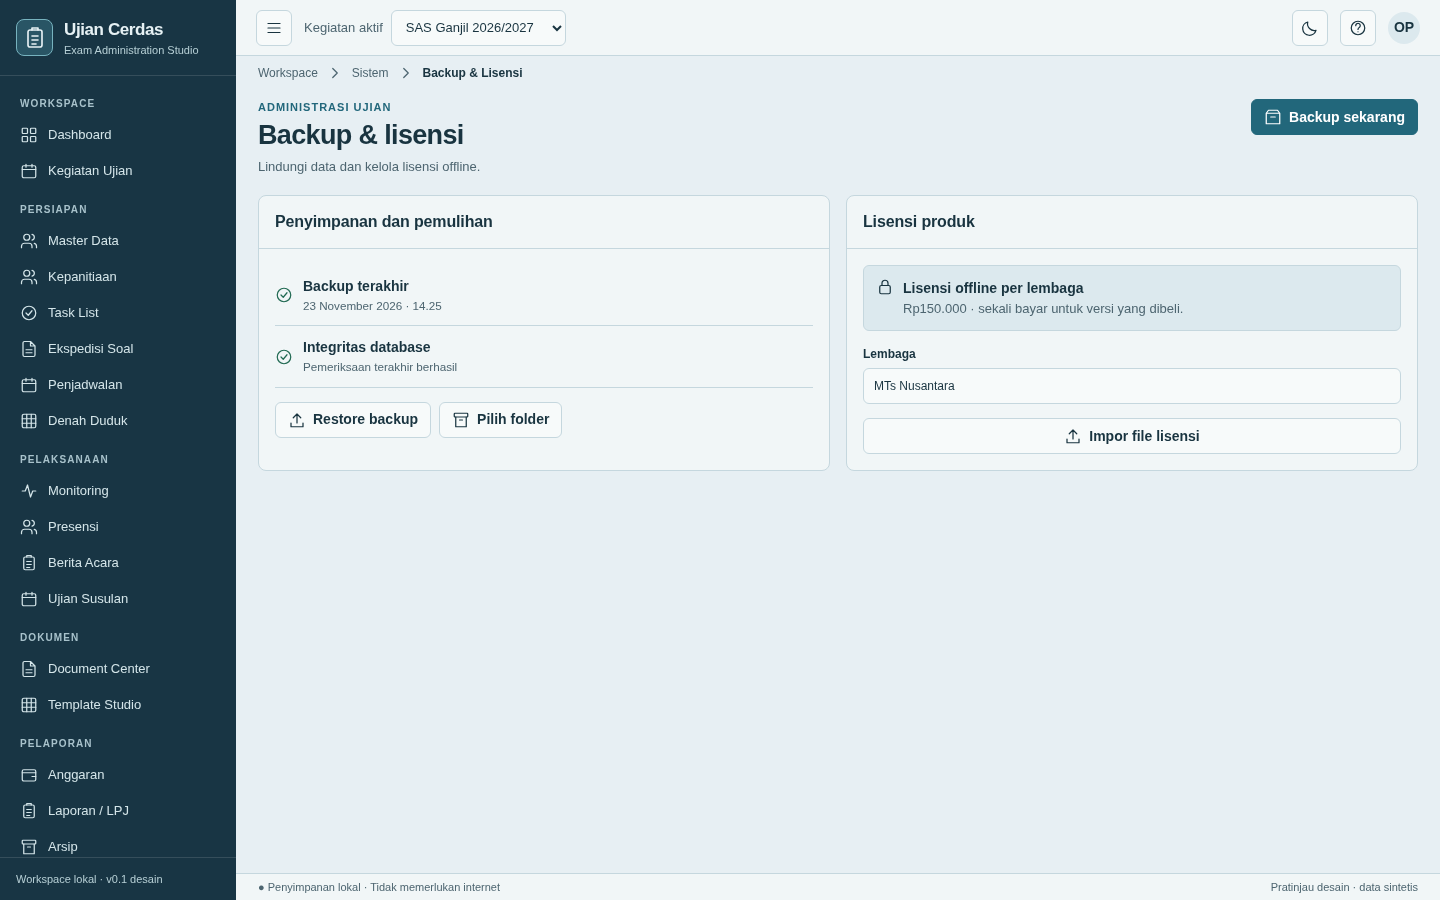 Ujian Cerdas
Exam Administration Studio
WORKSPACE
Dashboard
Kegiatan Ujian
PERSIAPAN
Master Data
Kepanitiaan
Task List
Ekspedisi Soal
Penjadwalan
Denah Duduk
PELAKSANAAN
Monitoring
Presensi
Berita Acara
Ujian Susulan
DOKUMEN
Document Center
Template Studio
PELAPORAN
Anggaran
Laporan / LPJ
Arsip
Workspace lokal · v0.1 desain
Kegiatan aktif
SAS Ganjil 2026/2027
OP
Workspace
Sistem
Backup & Lisensi
ADMINISTRASI UJIAN
Backup & lisensi
Lindungi data dan kelola lisensi offline.
Backup sekarang
Penyimpanan dan pemulihan
Backup terakhir
23 November 2026 · 14.25
Integritas database
Pemeriksaan terakhir berhasil
Restore backup
Pilih folder
Lisensi produk
Lisensi offline per lembaga
Rp150.000 · sekali bayar untuk versi yang dibeli.
Lembaga
MTs Nusantara
Impor file lisensi
● Penyimpanan lokal · Tidak memerlukan internet
Pratinjau desain · data sintetis